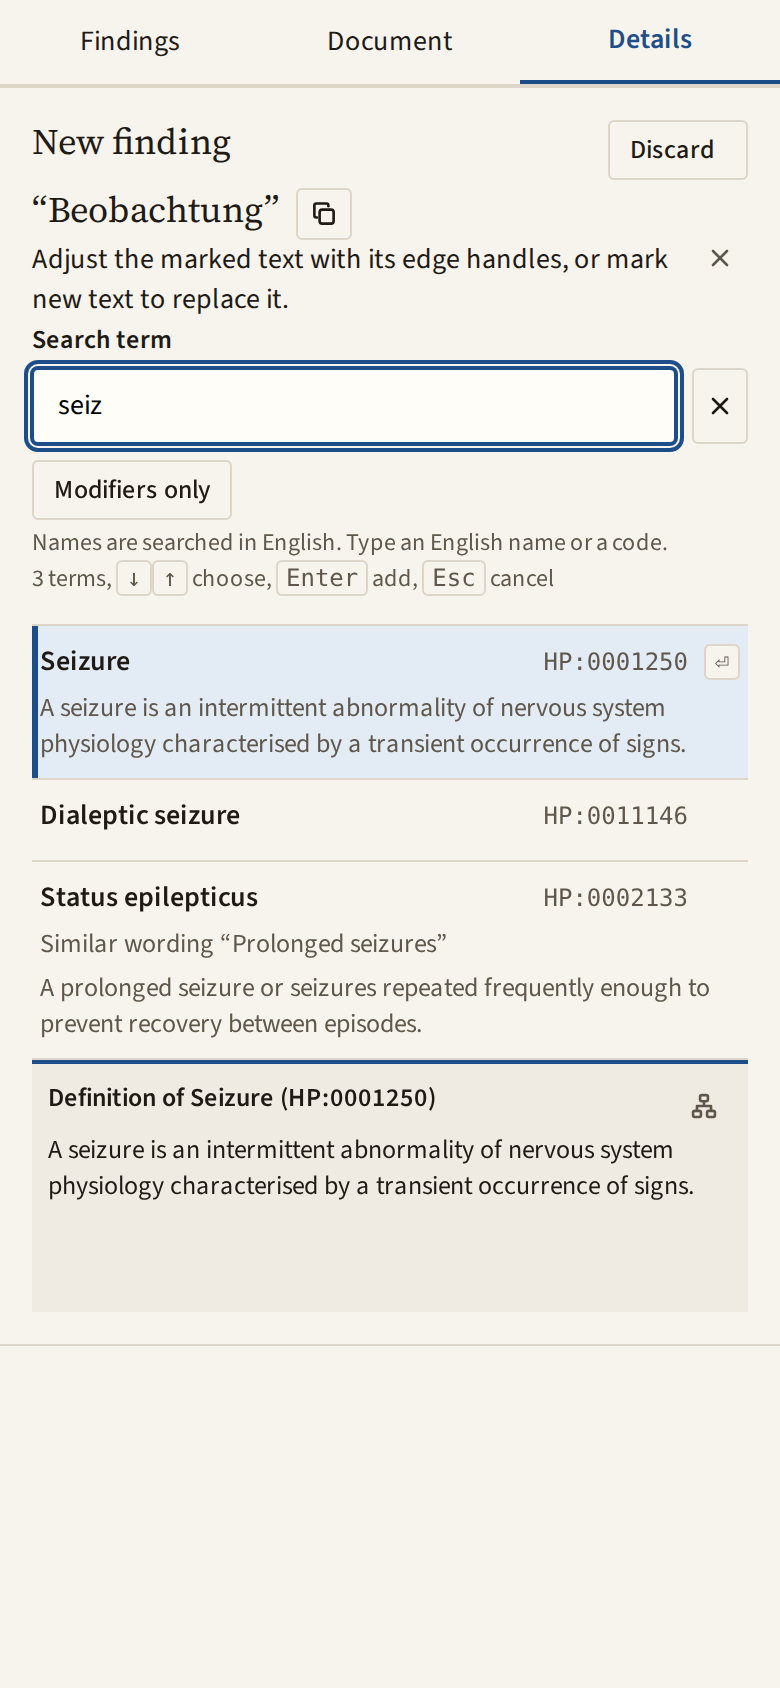 Findings Document Details
New finding
Discard
“Beobachtung”
Adjust the marked text with its edge handles, or mark
new text to replace it.
Search term
seiz
Modifiers only
Names are searched in English. Type an English name or a code.
3 terms, ↓ ↑ choose, Enter add, Esc cancel
Seizure HP:0001250 ⏎
A seizure is an intermittent abnormality of nervous system
physiology characterised by a transient occurrence of signs.
Dialeptic seizure HP:0011146
Status epilepticus HP:0002133
Similar wording “Prolonged seizures”
A prolonged seizure or seizures repeated frequently enough to
prevent recovery between episodes.
Definition of Seizure (HP:0001250)
A seizure is an intermittent abnormality of nervous system
physiology characterised by a transient occurrence of signs.